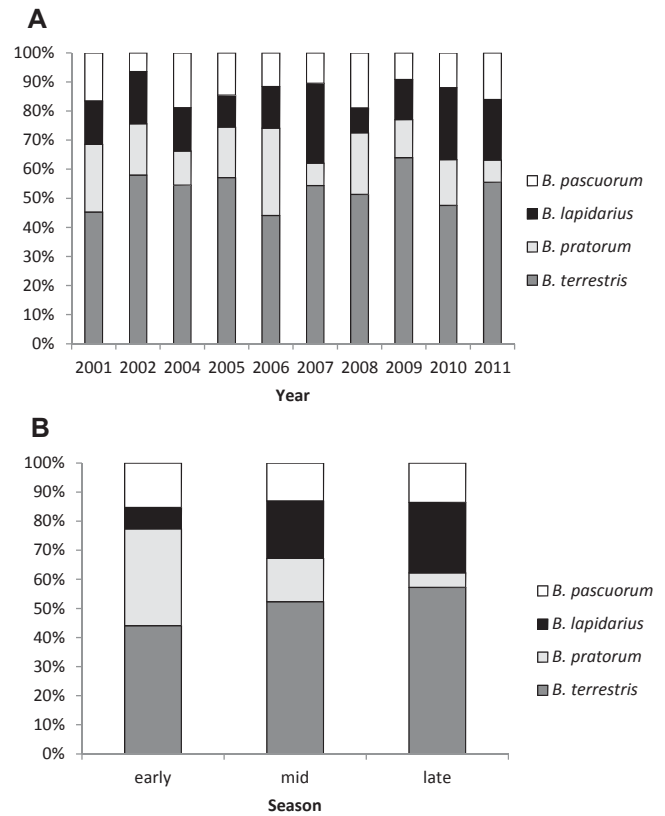 A
100%
90%
80%
70%
60%
50%
40%
30%
20%
10%
0%
2001 2002 2004 2005 2006 2007 2008 2009 2010 2011
Year
B. pascuorum
B. lapidarius
B. pratorum
B. terrestris
B
100%
90%
80%
70%
60%
50%
40%
30%
20%
10%
0%
early mid late
Season
B. pascuorum
B. lapidarius
B. pratorum
B. terrestris